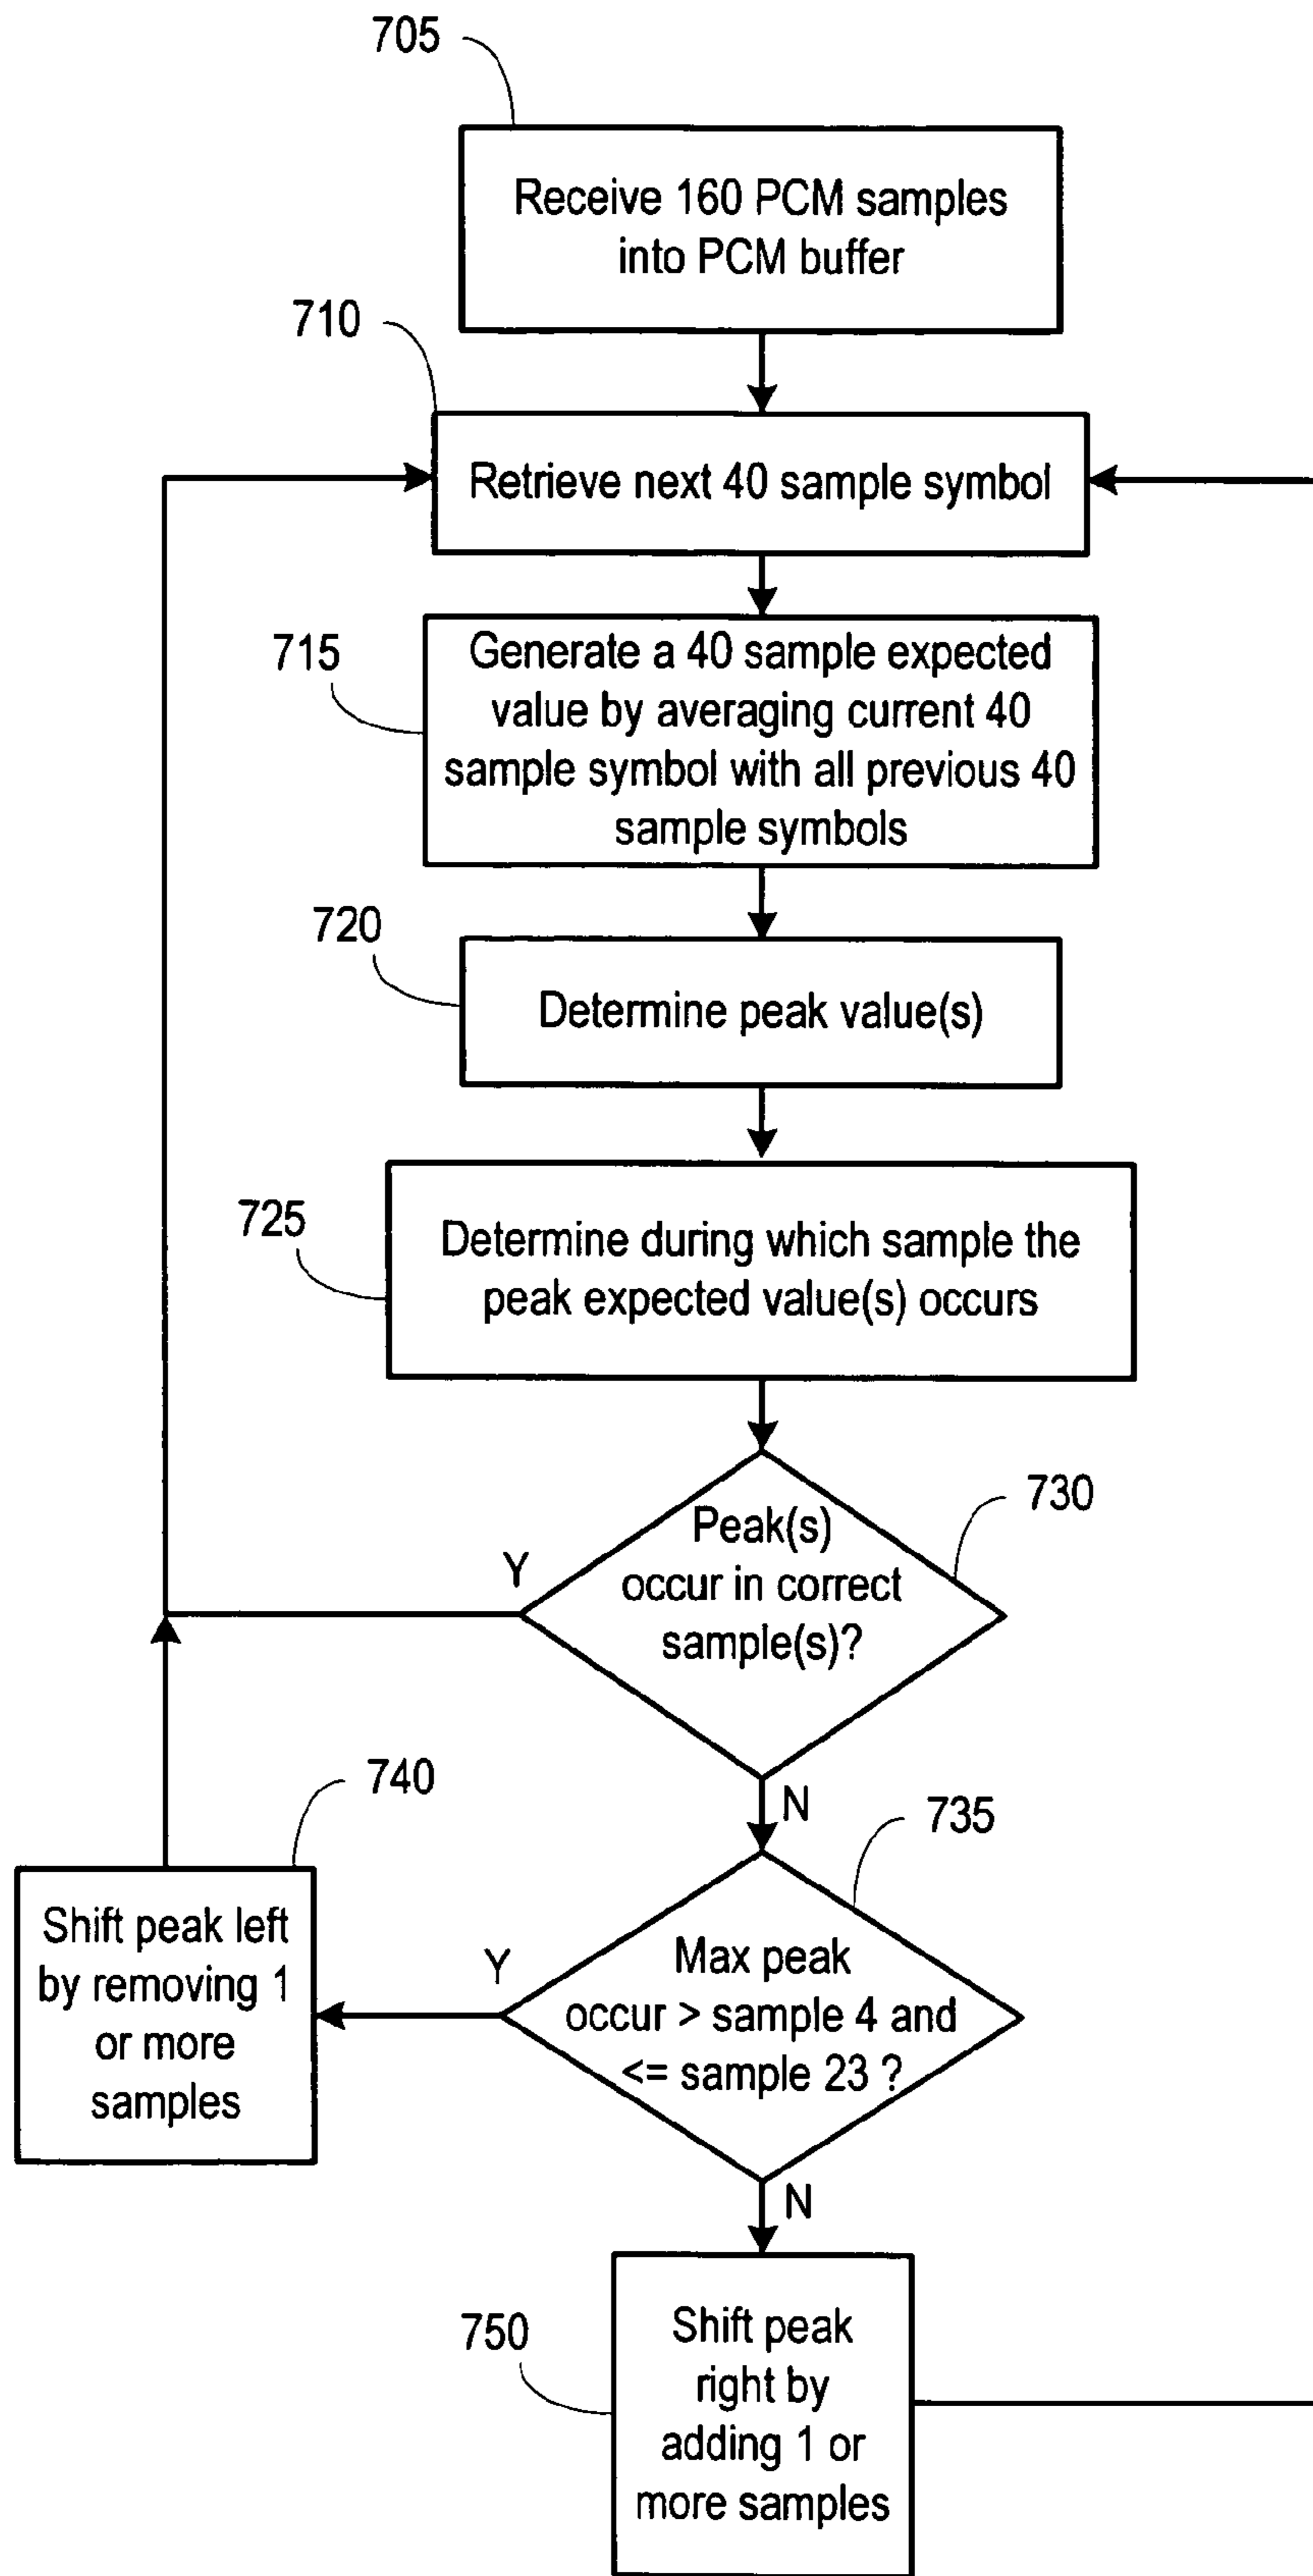 705
Receive 160 PCM samples
into PCM buffer
710
Retrieve next 40 sample symbol
715
Generate a 40 sample expected
value by averaging current 40
sample symbol with all previous 40
sample symbols
720
Determine peak value(s)
725
Determine during which sample the
peak expected value(s) occurs
730
Peak(s)
occur in correct
sample(s)?
Y
N
735
Max peak
occur > sample 4 and
<= sample 23 ?
Y
740
Shift peak left
by removing 1
or more
samples
N
750
Shift peak
right by
adding 1 or
more samples